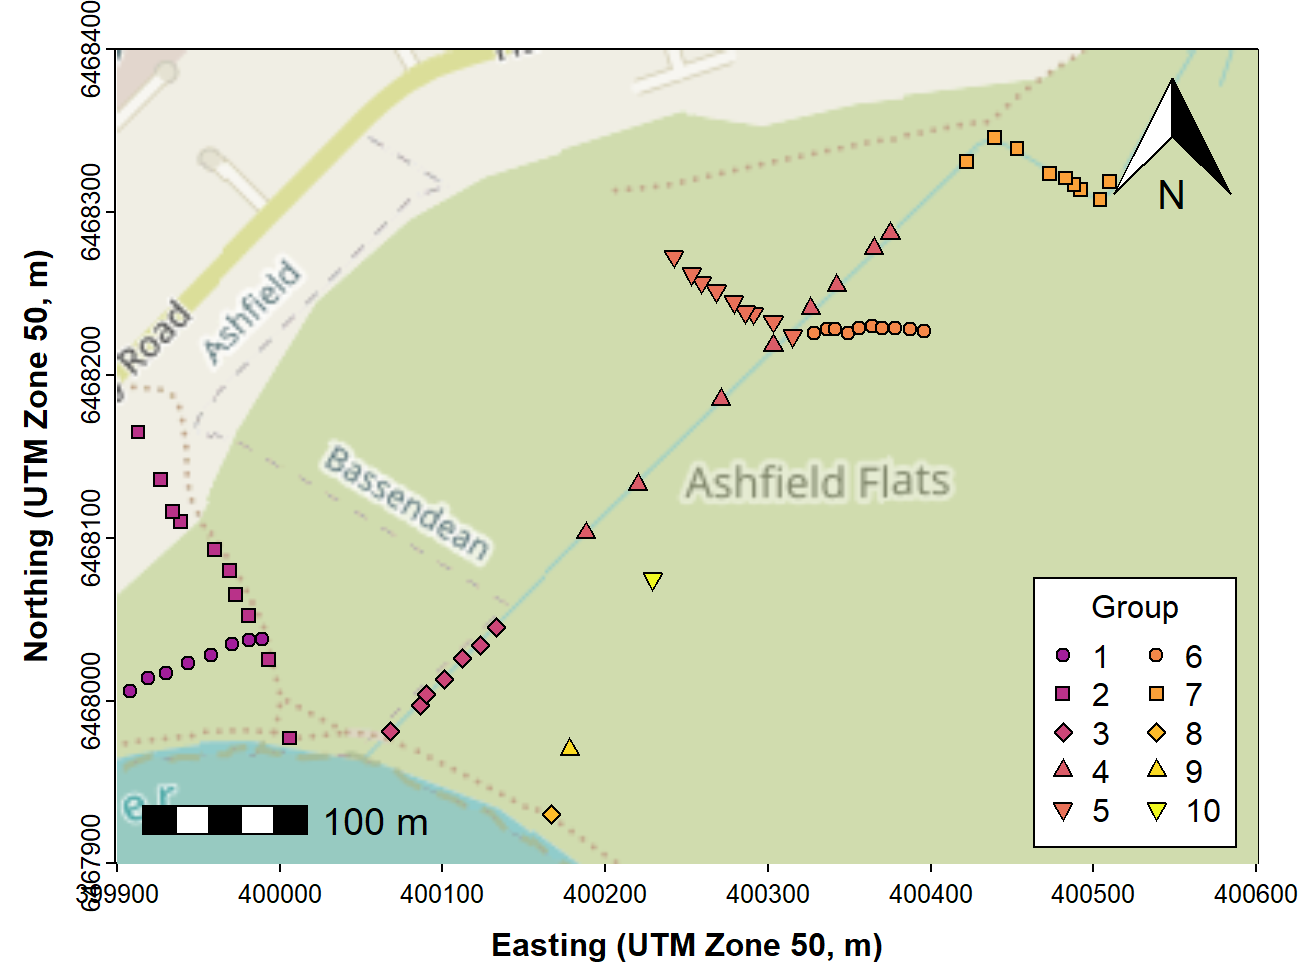 6468400
6468300
6468200
6468100
6468000
Northing (UTM Zone 50, m)
Road
Ashfield
Bassendean
Ashfield Flats
er
100 m
N
Group
1 6
2 7
3 8
4 9
5 10
399900 400000 400100 400200 400300 400400 400500 400600
Easting (UTM Zone 50, m)